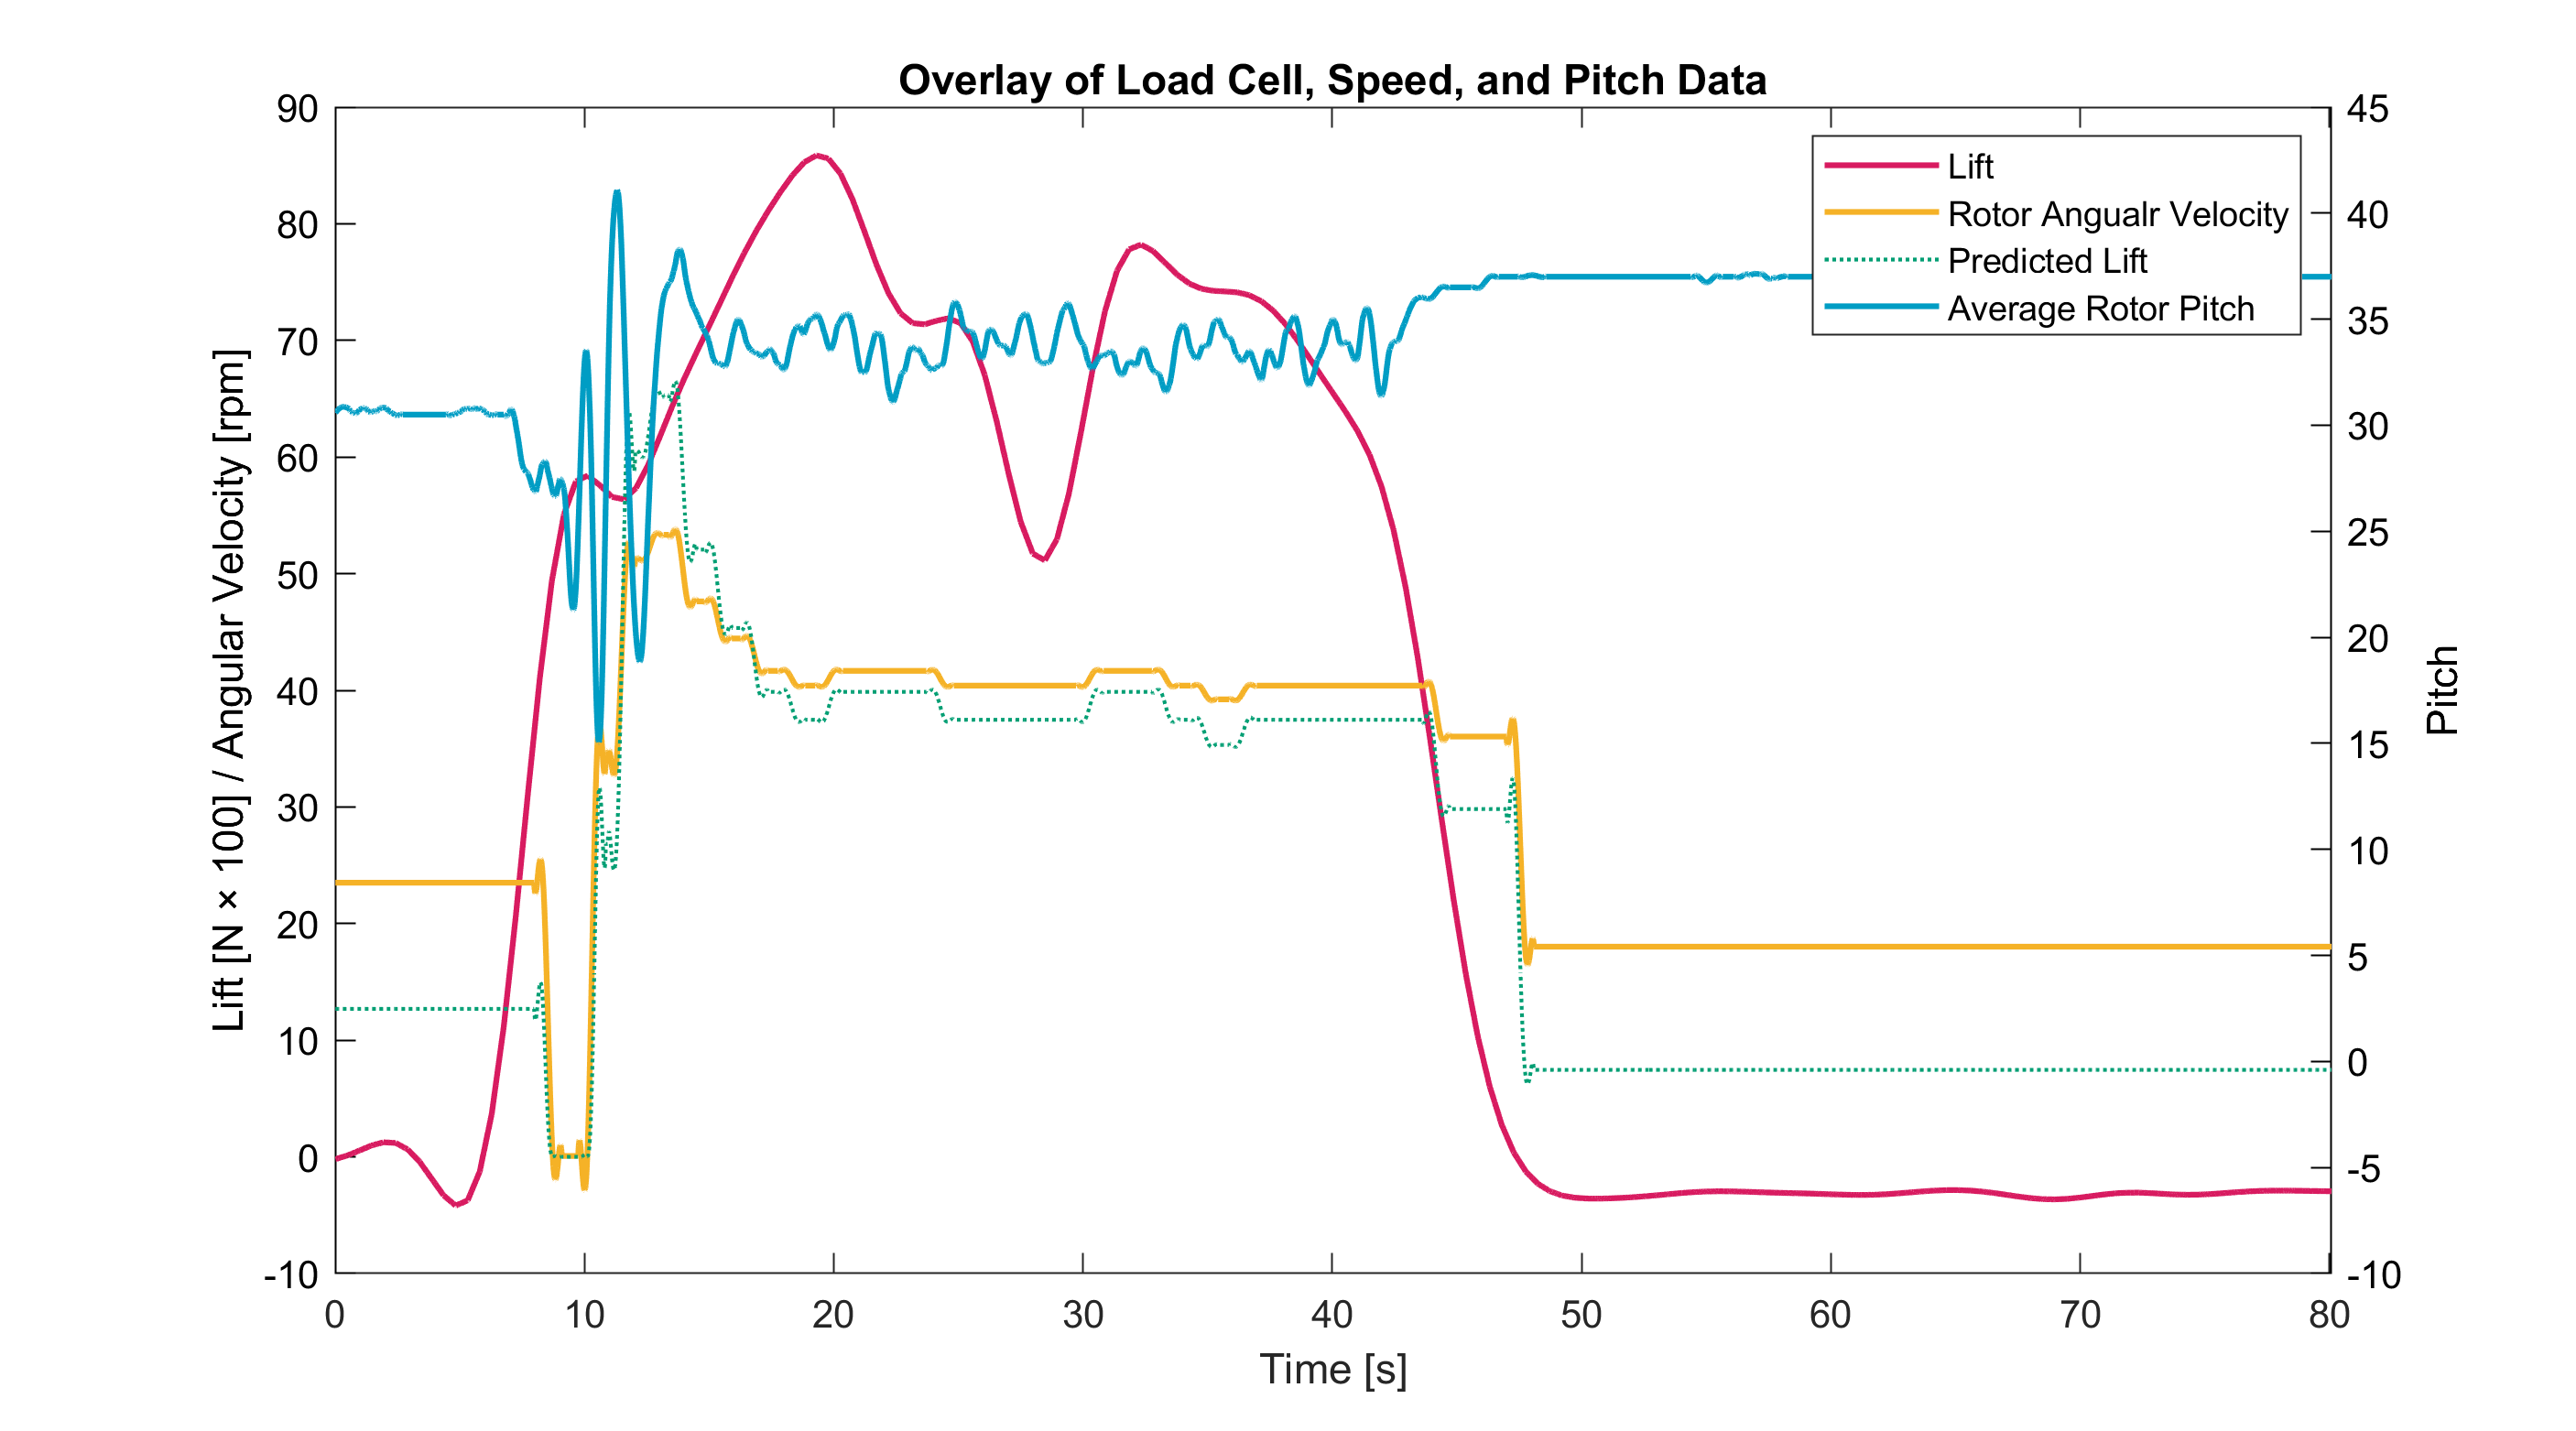 Overlay of Load Cell, Speed, and Pitch Data
Lift [N × 100] / Angular Velocity [rpm]
90
80
70
60
50
40
30
20
10
0
-10
Lift
Rotor Angualr Velocity
Predicted Lift
Average Rotor Pitch
45
40
35
30
25
20
15
10
5
0
-5
-10
Pitch
0 10 20 30 40 50 60 70 80
Time [s]